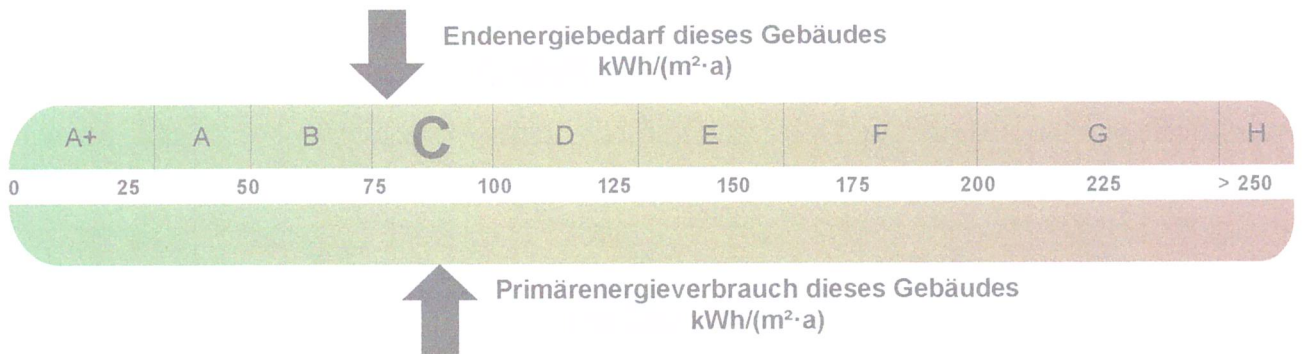 Endenergiebedarf dieses Gebäudes
kWh/(m²·a)
A+ A B C D E F G H
0 25 50 75 100 125 150 175 200 225 > 250
Primärenergieverbrauch dieses Gebäudes
kWh/(m²·a)